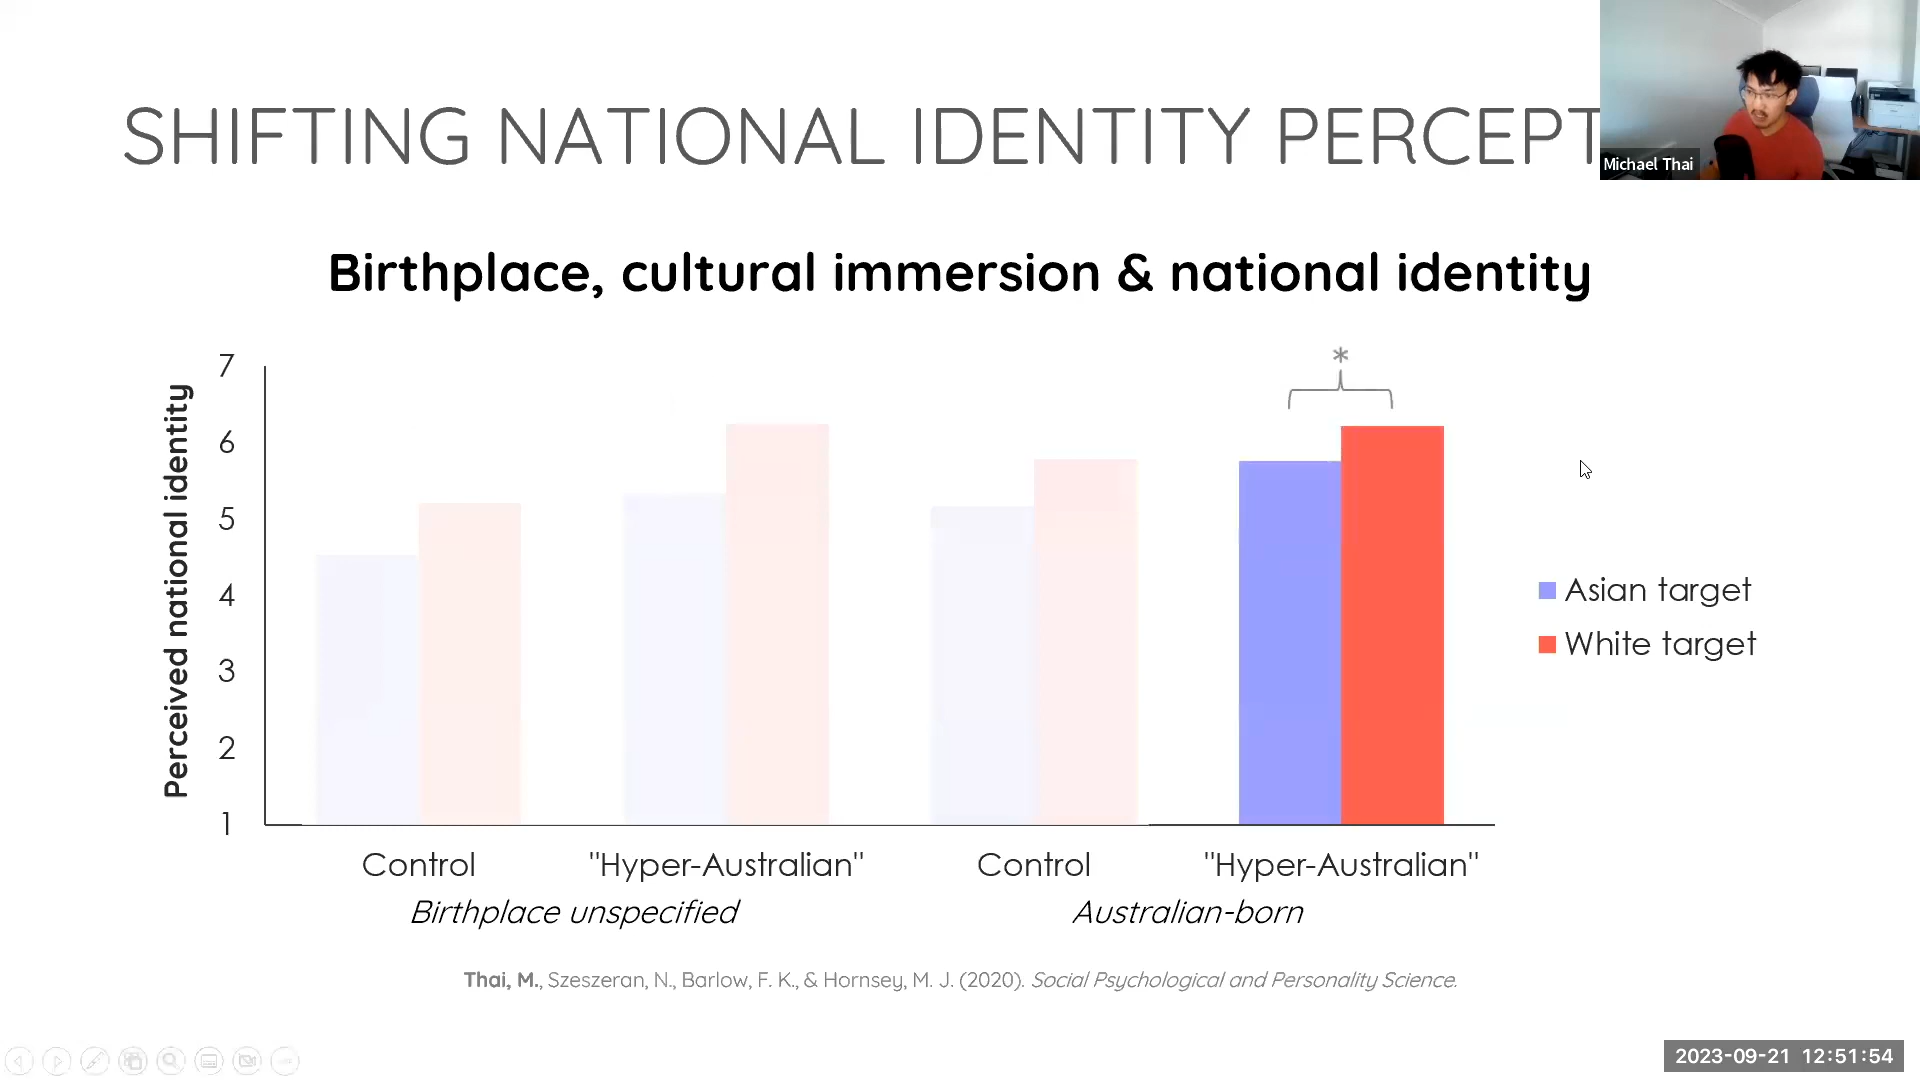 SHIFTING NATIONAL IDENTITY PERCEPT
Michael Thai
Birthplace, cultural immersion & national identity
Perceived national identity
7
6
5
4
3
2
1
*
Asian target
White target
Control
"Hyper-Australian"
Control
"Hyper-Australian"
Birthplace unspecified
Australian-born
Thai, M., Szeszeran, N., Barlow, F. K., & Hornsey, M. J. (2020). Social Psychological and Personality Science.
2023-09-21 12:51:54